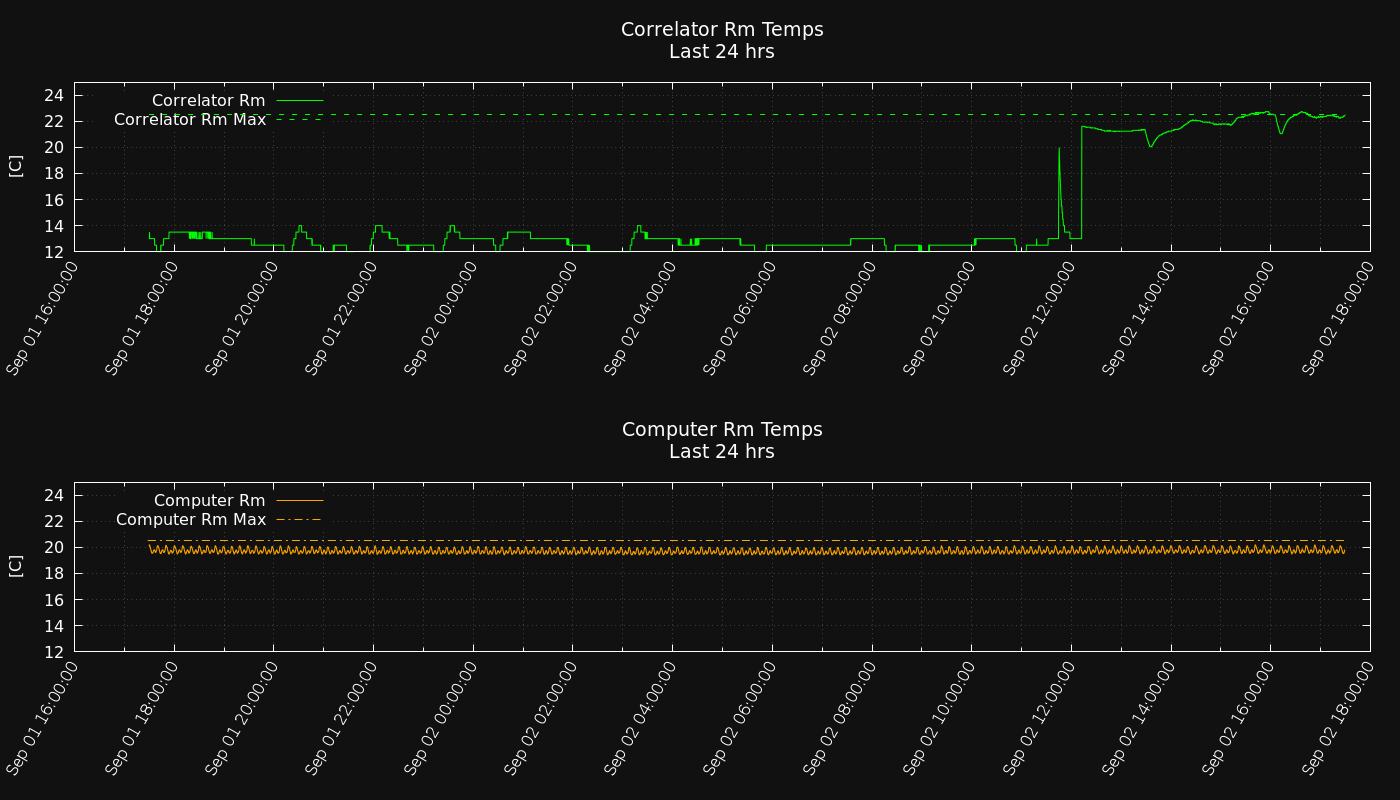 Correlator Rm Temps
Last 24 hrs
Correlator Rm
Correlator Rm Max
[C]
24
22
20
18
16
14
12
Sep 01 16:00:00
Sep 01 18:00:00
Sep 01 20:00:00
Sep 01 22:00:00
Sep 02 00:00:00
Sep 02 02:00:00
Sep 02 04:00:00
Sep 02 06:00:00
Sep 02 08:00:00
Sep 02 10:00:00
Sep 02 12:00:00
Sep 02 14:00:00
Sep 02 16:00:00
Sep 02 18:00:00
Computer Rm Temps
Last 24 hrs
Computer Rm
Computer Rm Max
[C]
24
22
20
18
16
14
12
Sep 01 16:00:00
Sep 01 18:00:00
Sep 01 20:00:00
Sep 01 22:00:00
Sep 02 00:00:00
Sep 02 02:00:00
Sep 02 04:00:00
Sep 02 06:00:00
Sep 02 08:00:00
Sep 02 10:00:00
Sep 02 12:00:00
Sep 02 14:00:00
Sep 02 16:00:00
Sep 02 18:00:00